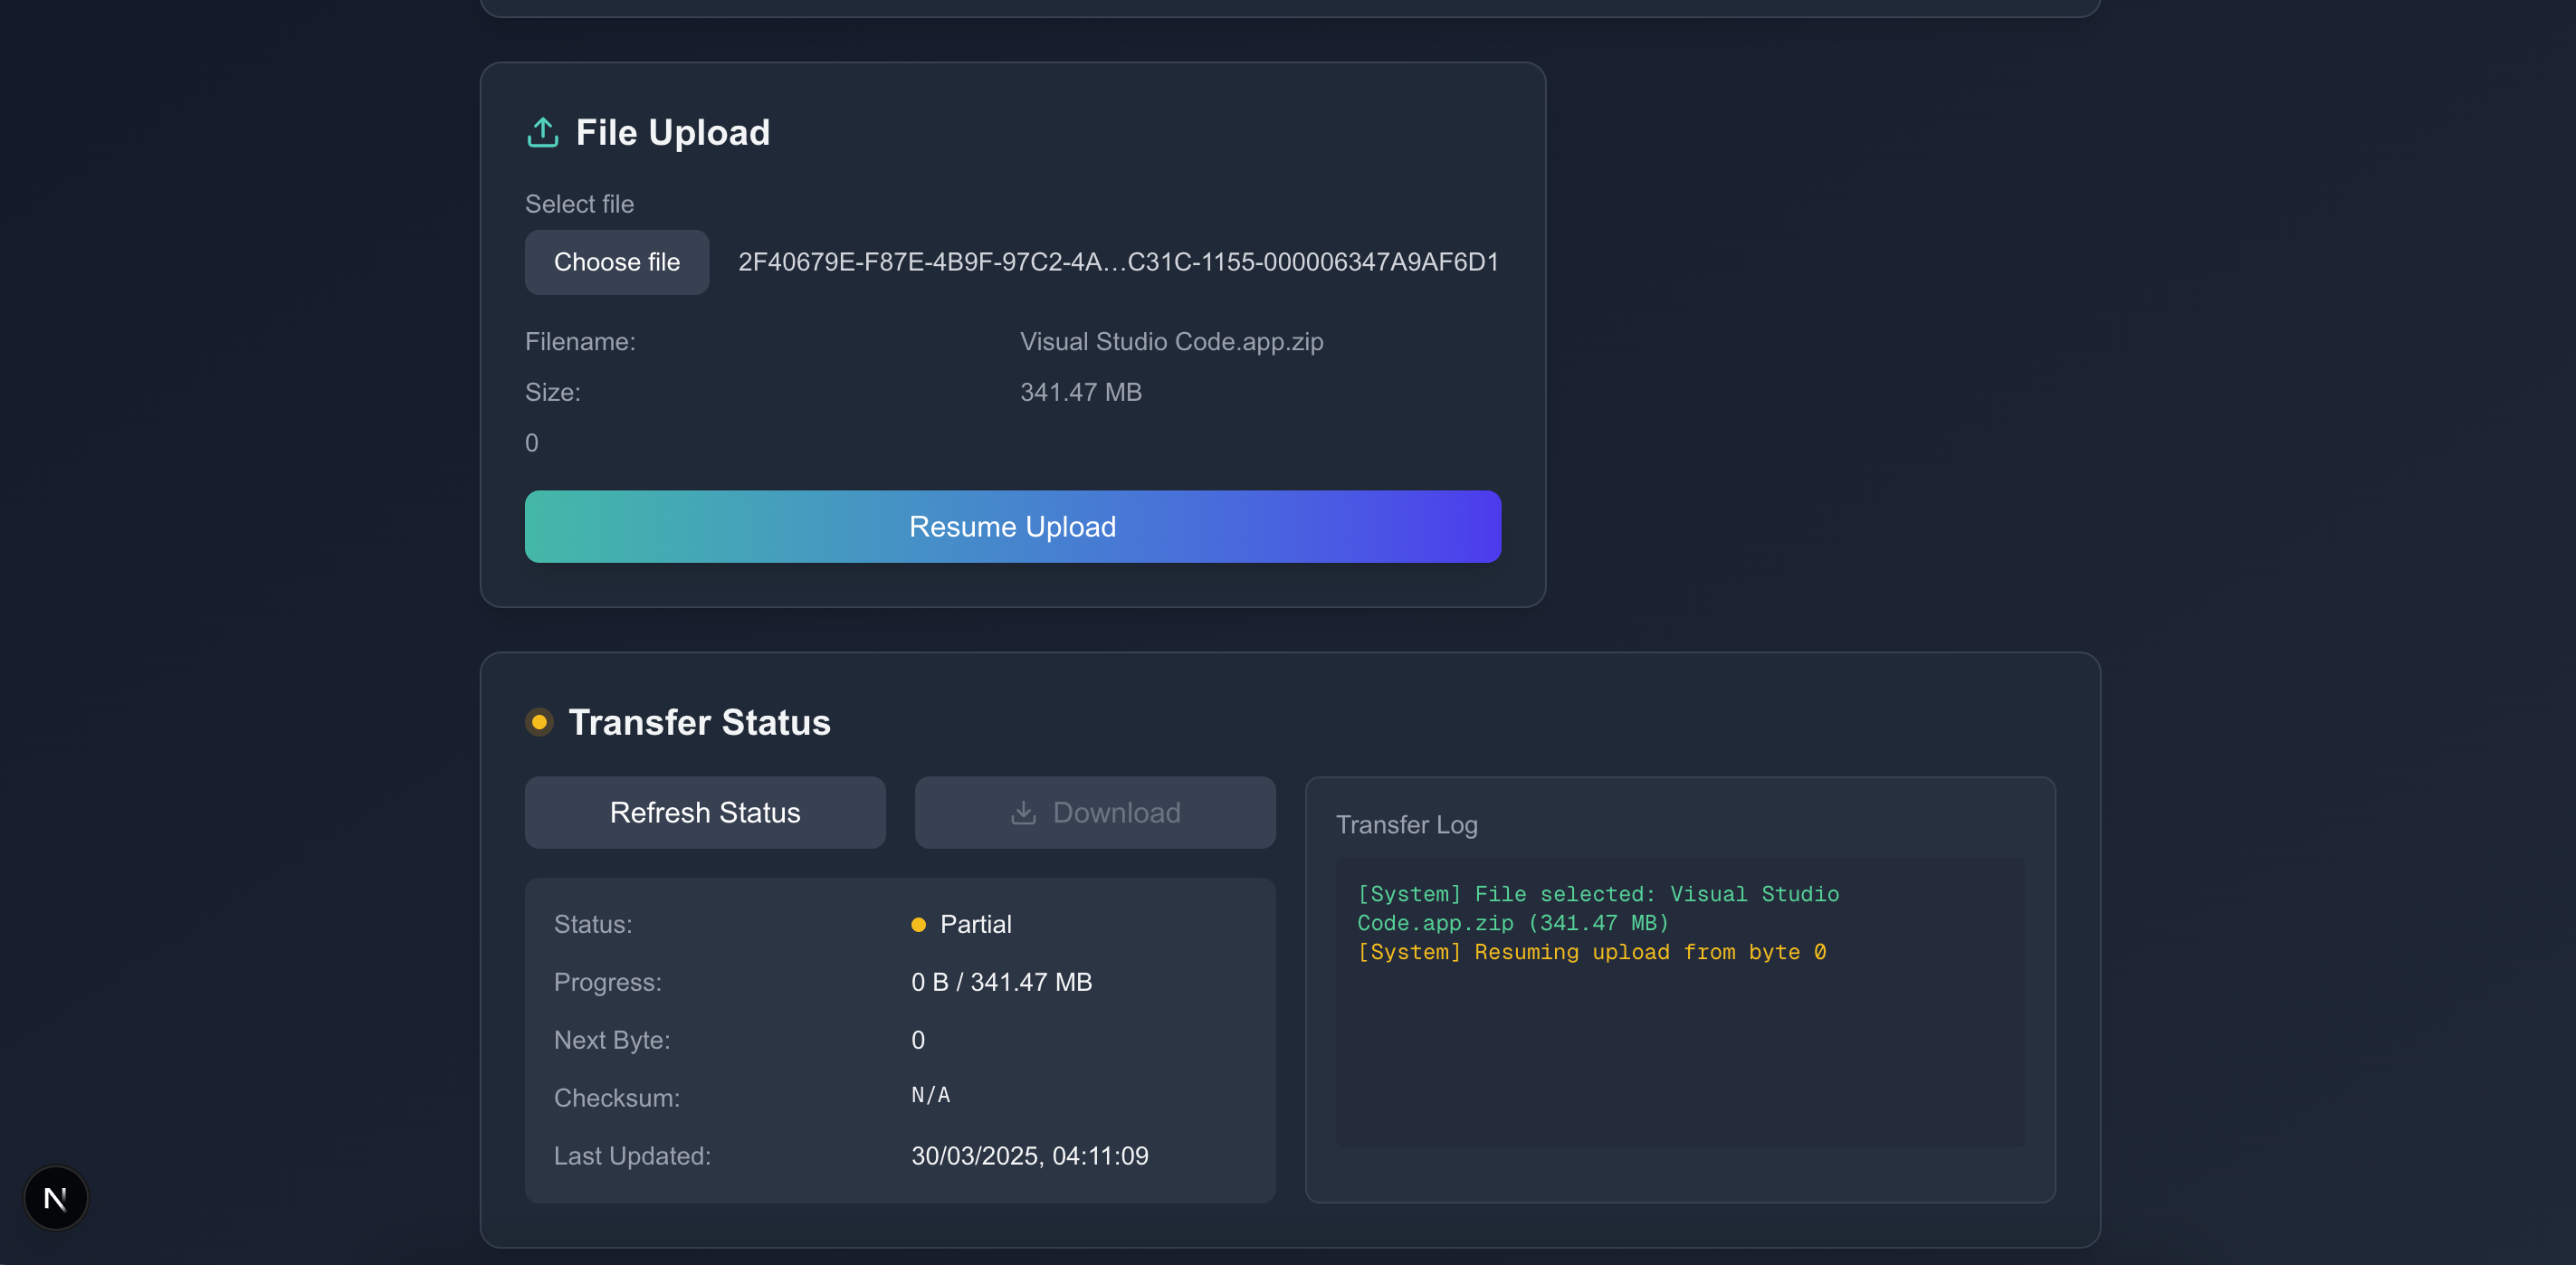 File Upload
Select file
Choose file 2F40679E-F87E-4B9F-97C2-4A…C31C-1155-000006347A9AF6D1
Filename: Visual Studio Code.app.zip
Size: 341.47 MB
0
Resume Upload
Transfer Status
Refresh Status
Download
Status: Partial
Progress: 0 B / 341.47 MB
Next Byte: 0
Checksum: N/A
Last Updated: 30/03/2025, 04:11:09
Transfer Log
[System] File selected: Visual Studio
Code.app.zip (341.47 MB)
[System] Resuming upload from byte 0
N